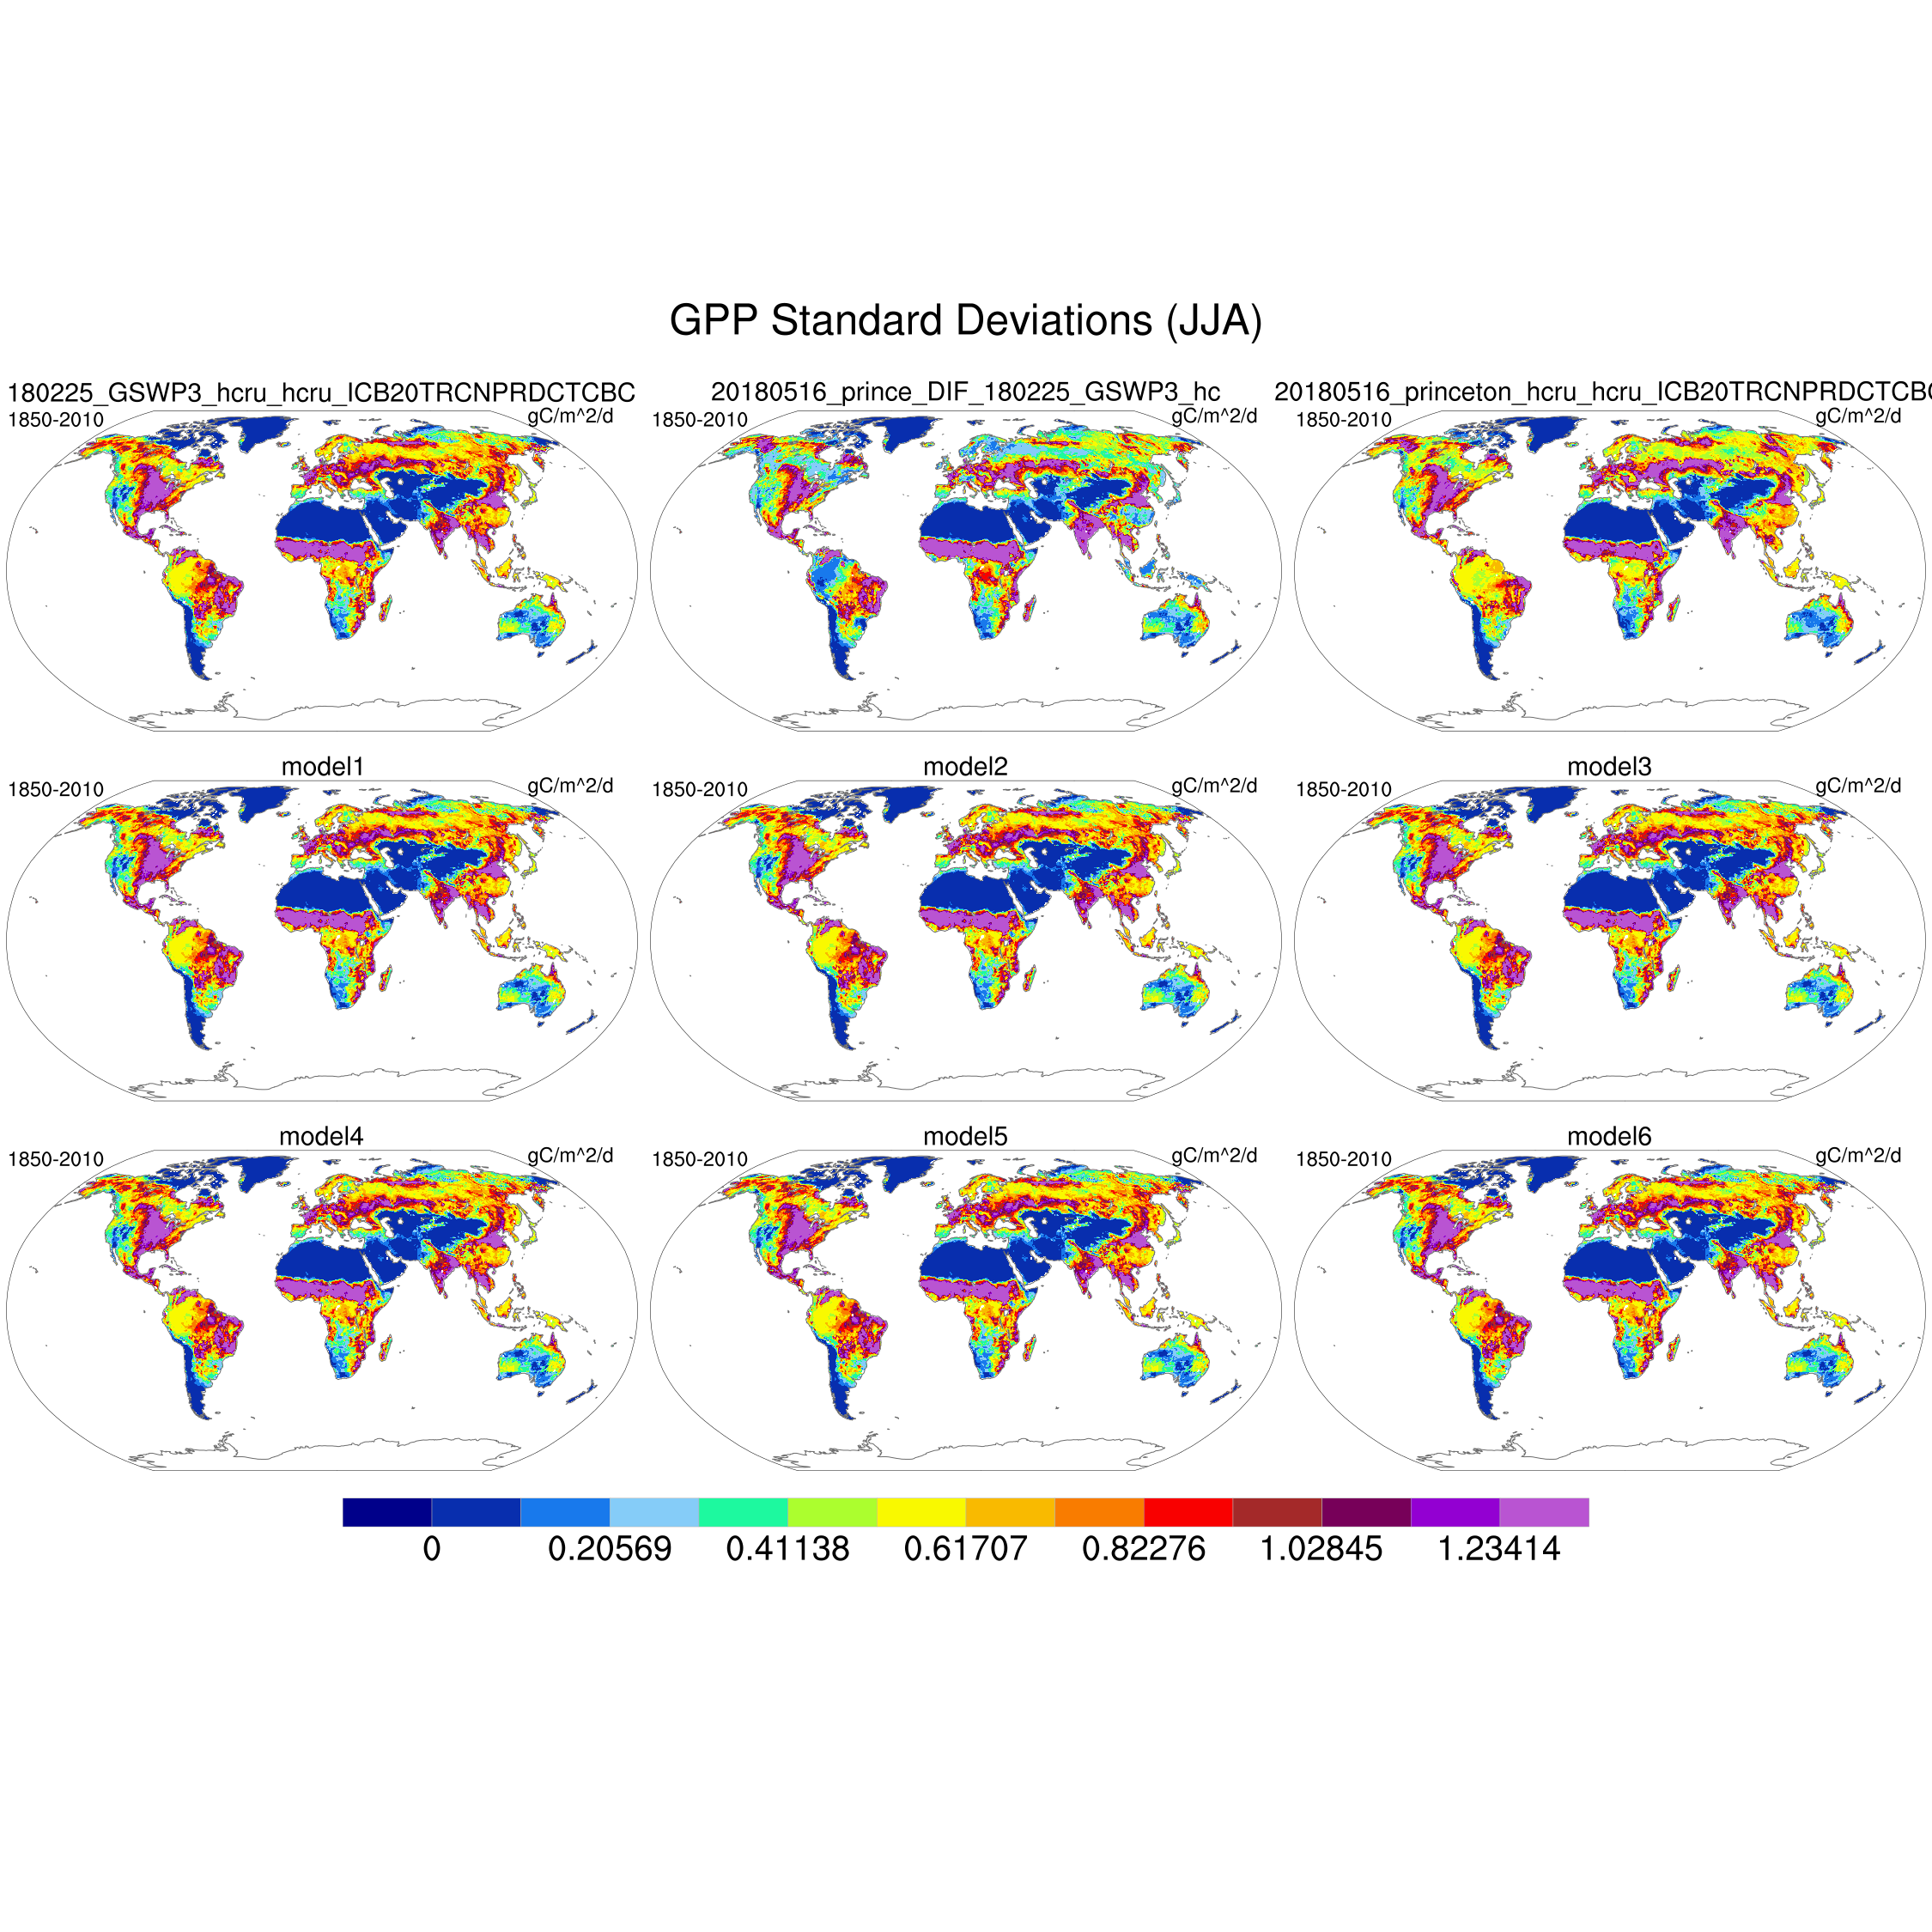 GPP Standard Deviations (JJA)
180225_GSWP3_hcru_hcru_ICB20TRCNPRDCTCBC
1850-2010 gC/m^2/d
20180516_prince_DIF_180225_GSWP3_hc
1850-2010 gC/m^2/d
20180516_princeton_hcru_hcru_ICB20TRCNPRDCTCBC
1850-2010 gC/m^2/d
model1
1850-2010 gC/m^2/d
model2
1850-2010 gC/m^2/d
model3
1850-2010 gC/m^2/d
model4
1850-2010 gC/m^2/d
model5
1850-2010 gC/m^2/d
model6
1850-2010 gC/m^2/d
0 0.20569 0.41138 0.61707 0.82276 1.02845 1.23414